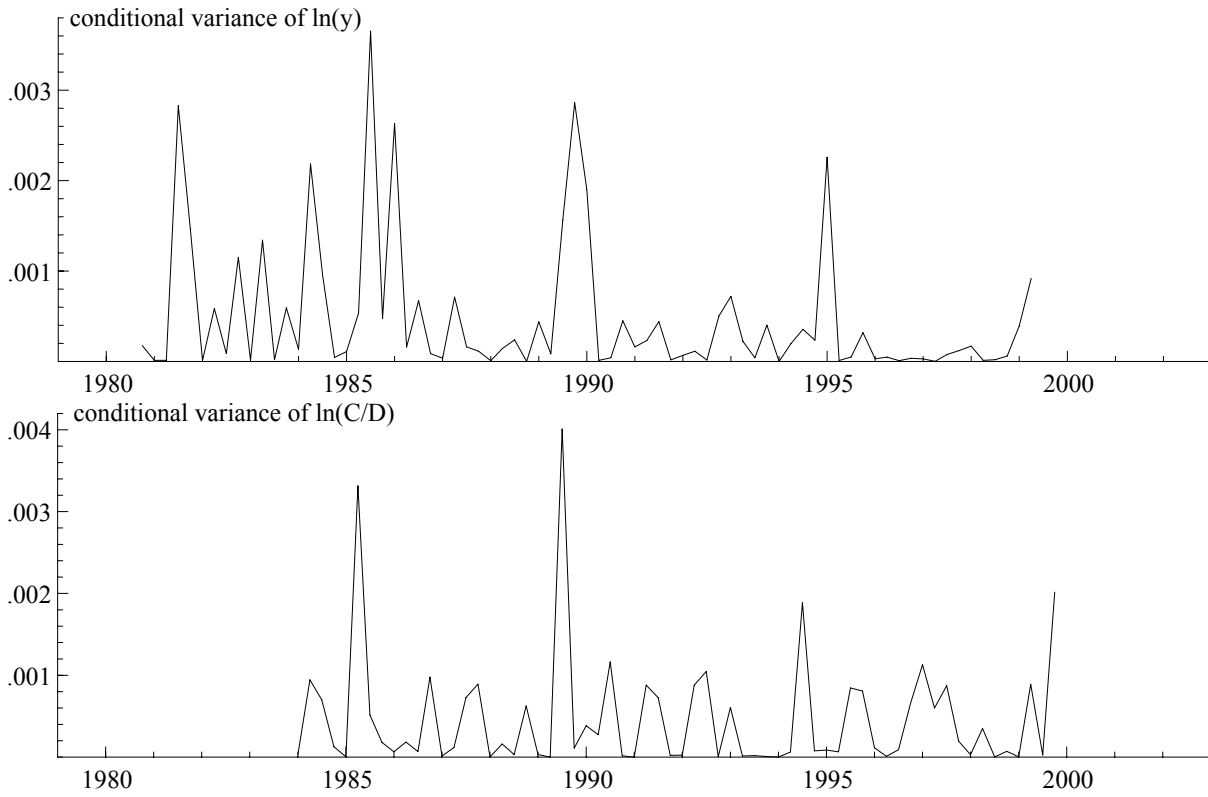 conditional variance of ln(y)
.003
.002
.001
1980 1985 1990 1995 2000
conditional variance of ln(C/D)
.004
.003
.002
.001
1980 1985 1990 1995 2000